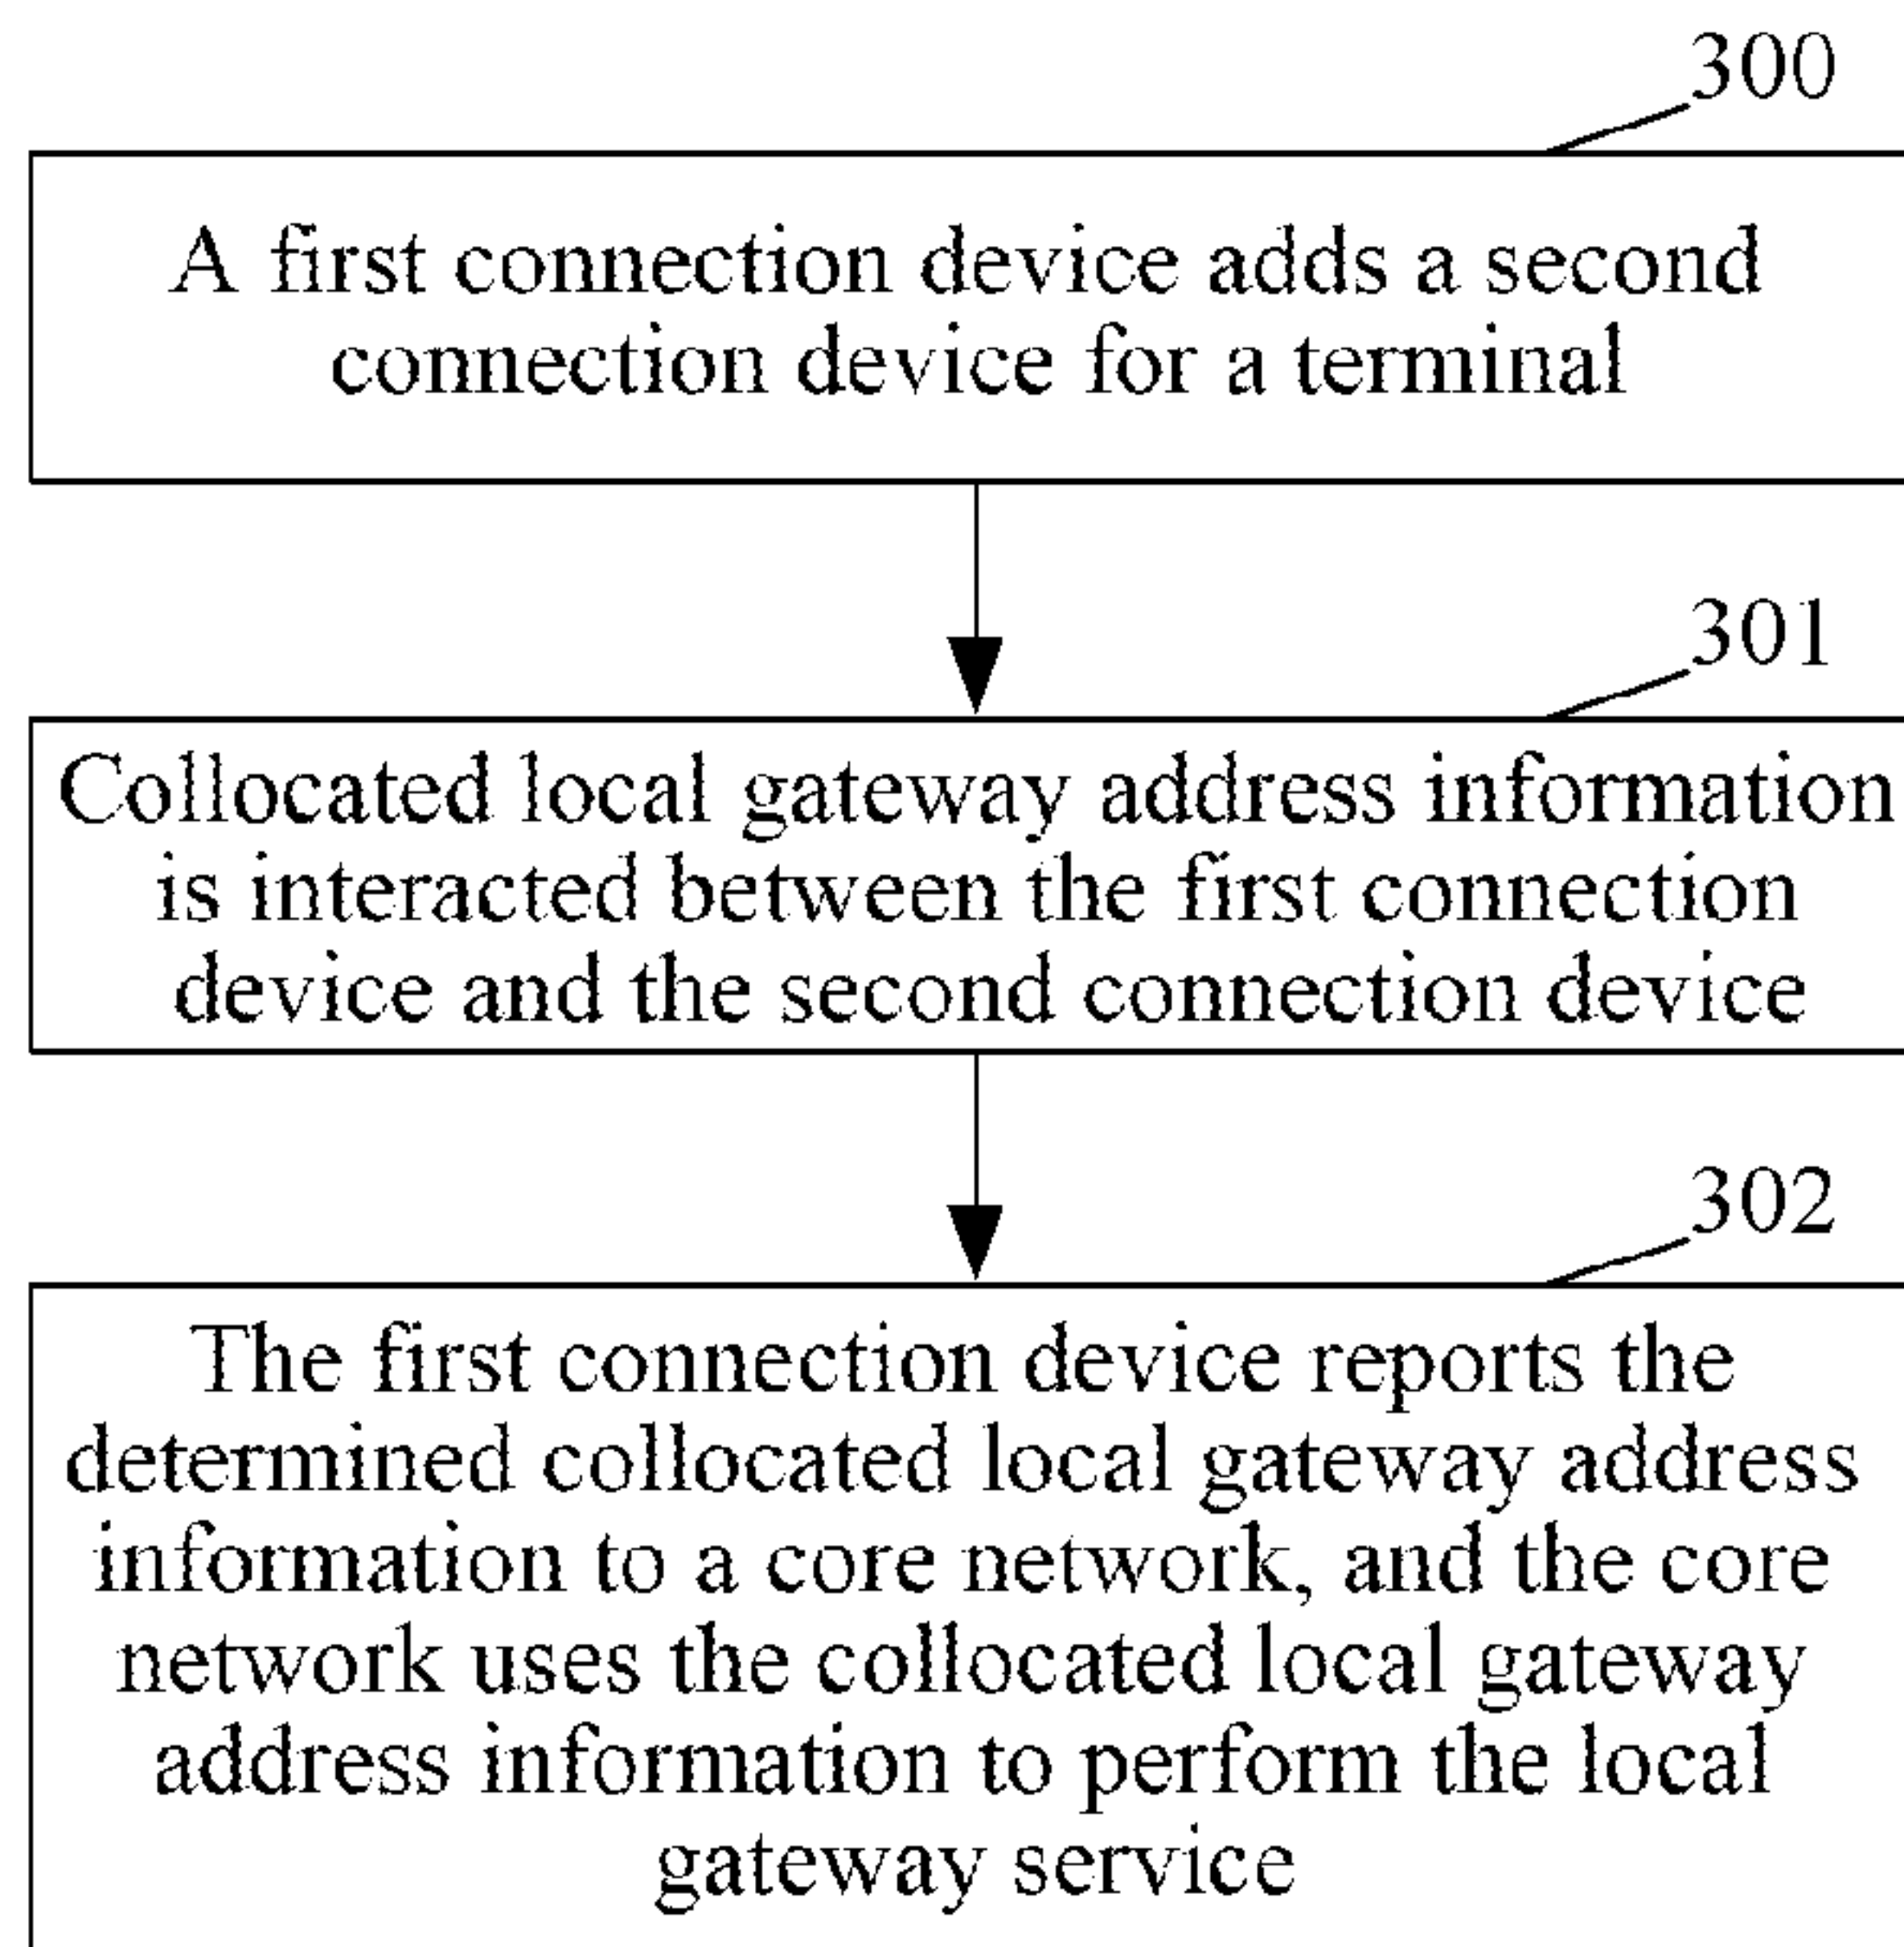 300
A first connection device adds a second
connection device for a terminal
301
Collocated local gateway address information
is interacted between the first connection
device and the second connection device
302
The first connection device reports the
determined collocated local gateway address
information to a core network, and the core
network uses the collocated local gateway
address information to perform the local
gateway service